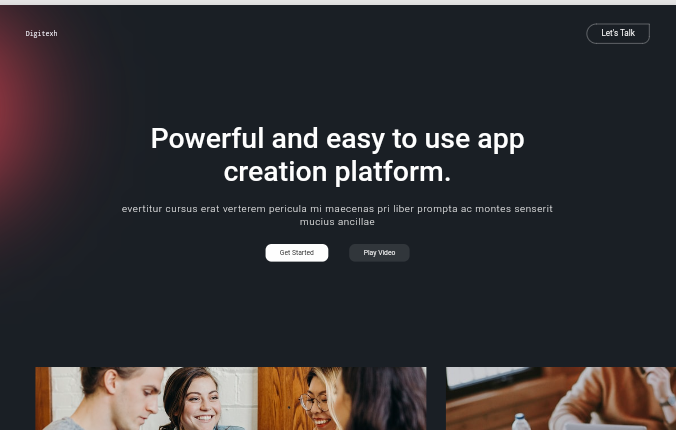 Digitexh
Let's Talk
Powerful and easy to use app
creation platform.
evertitur cursus erat verterem pericula mi maecenas pri liber prompta ac montes senserit
mucius ancillae
Get Started
Play Video